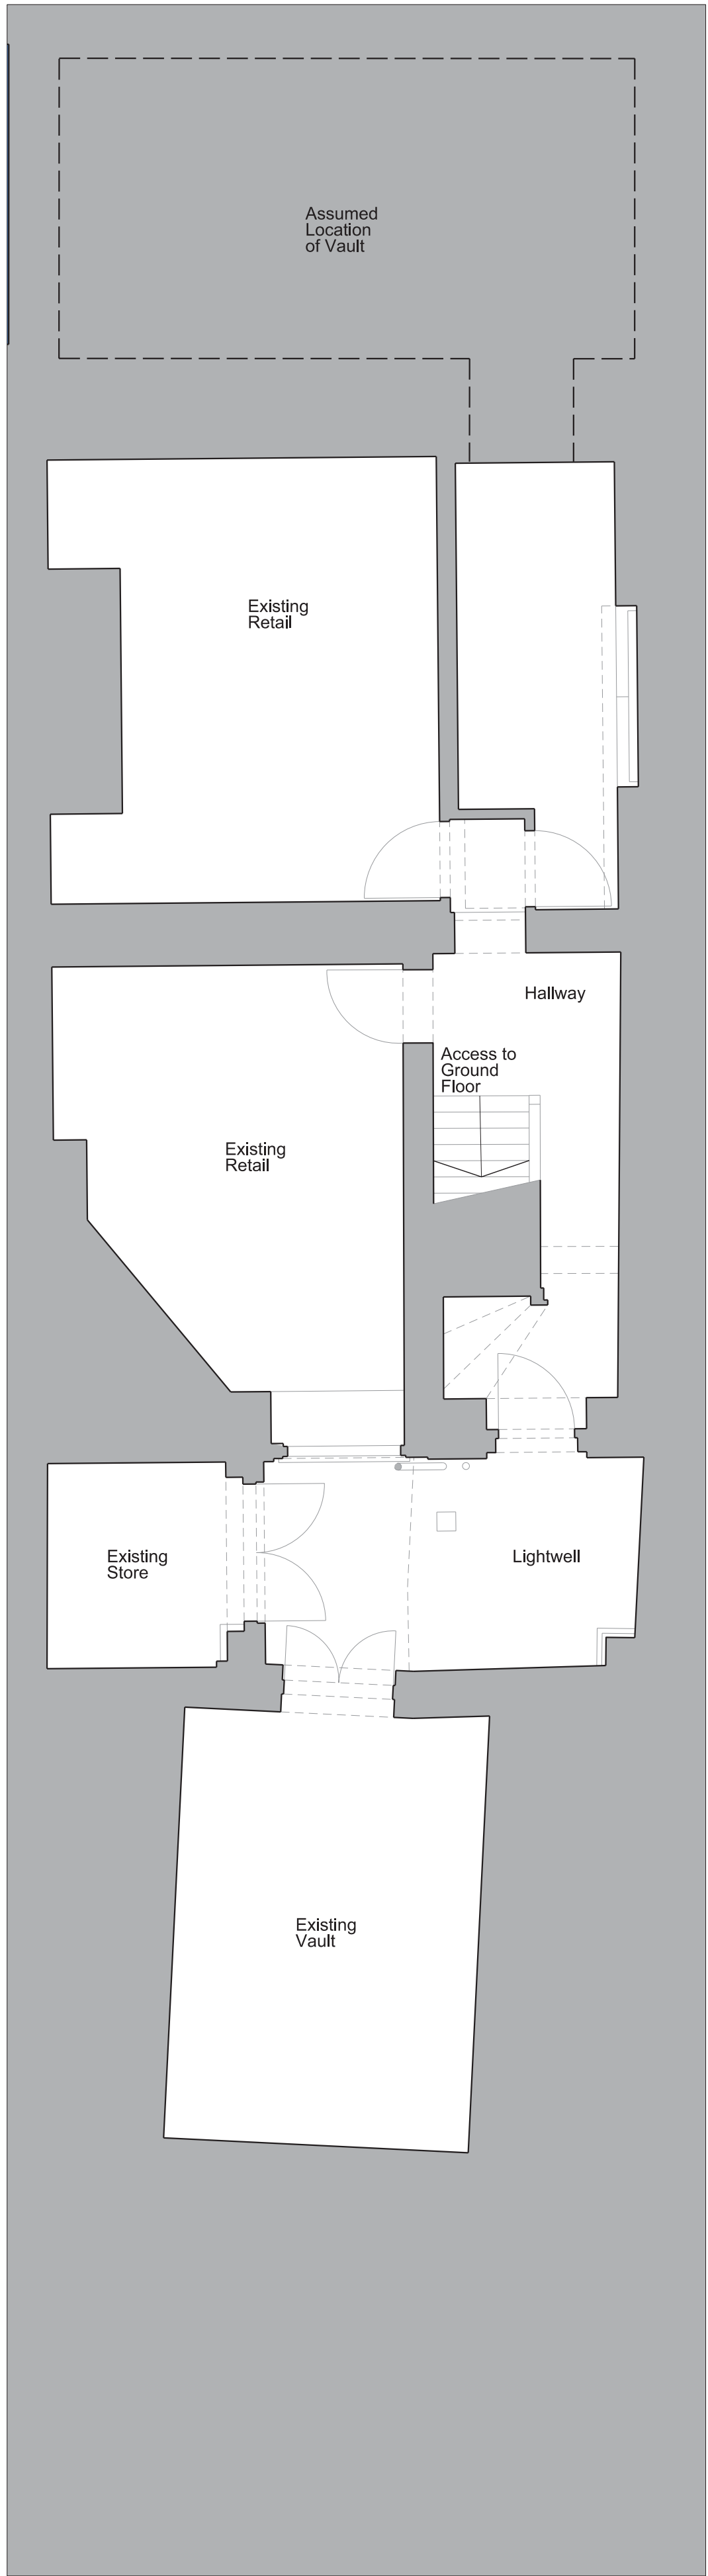 Assumed
Location
of Vault
Existing
Retail
Hallway
Access to
Ground
Floor
Existing
Retail
Existing
Store
Lightwell
Existing
Vault